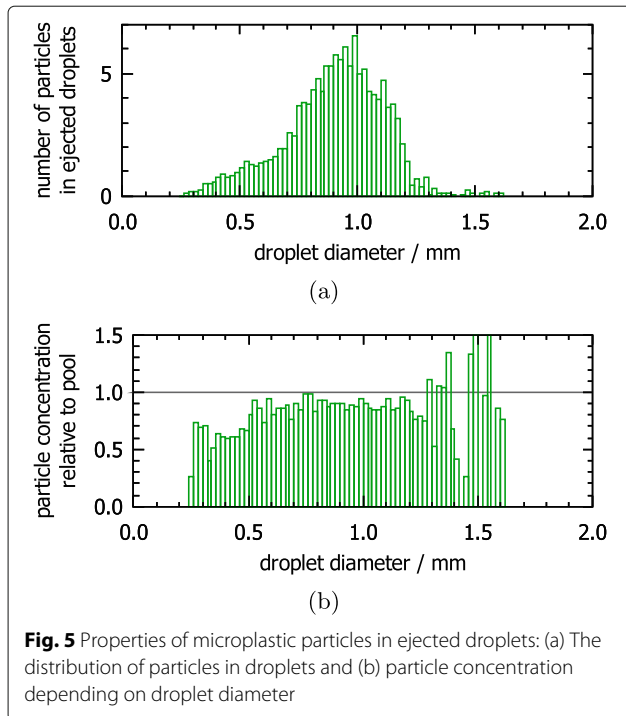 number of particles
in ejected droplets
5
0
0.0 0.5 1.0 1.5 2.0
droplet diameter / mm
(a)
particle concentration
relative to pool
1.5
1.0
0.5
0.0
0.0 0.5 1.0 1.5 2.0
droplet diameter / mm
(b)
Fig. 5 Properties of microplastic particles in ejected droplets: (a) The
distribution of particles in droplets and (b) particle concentration
depending on droplet diameter